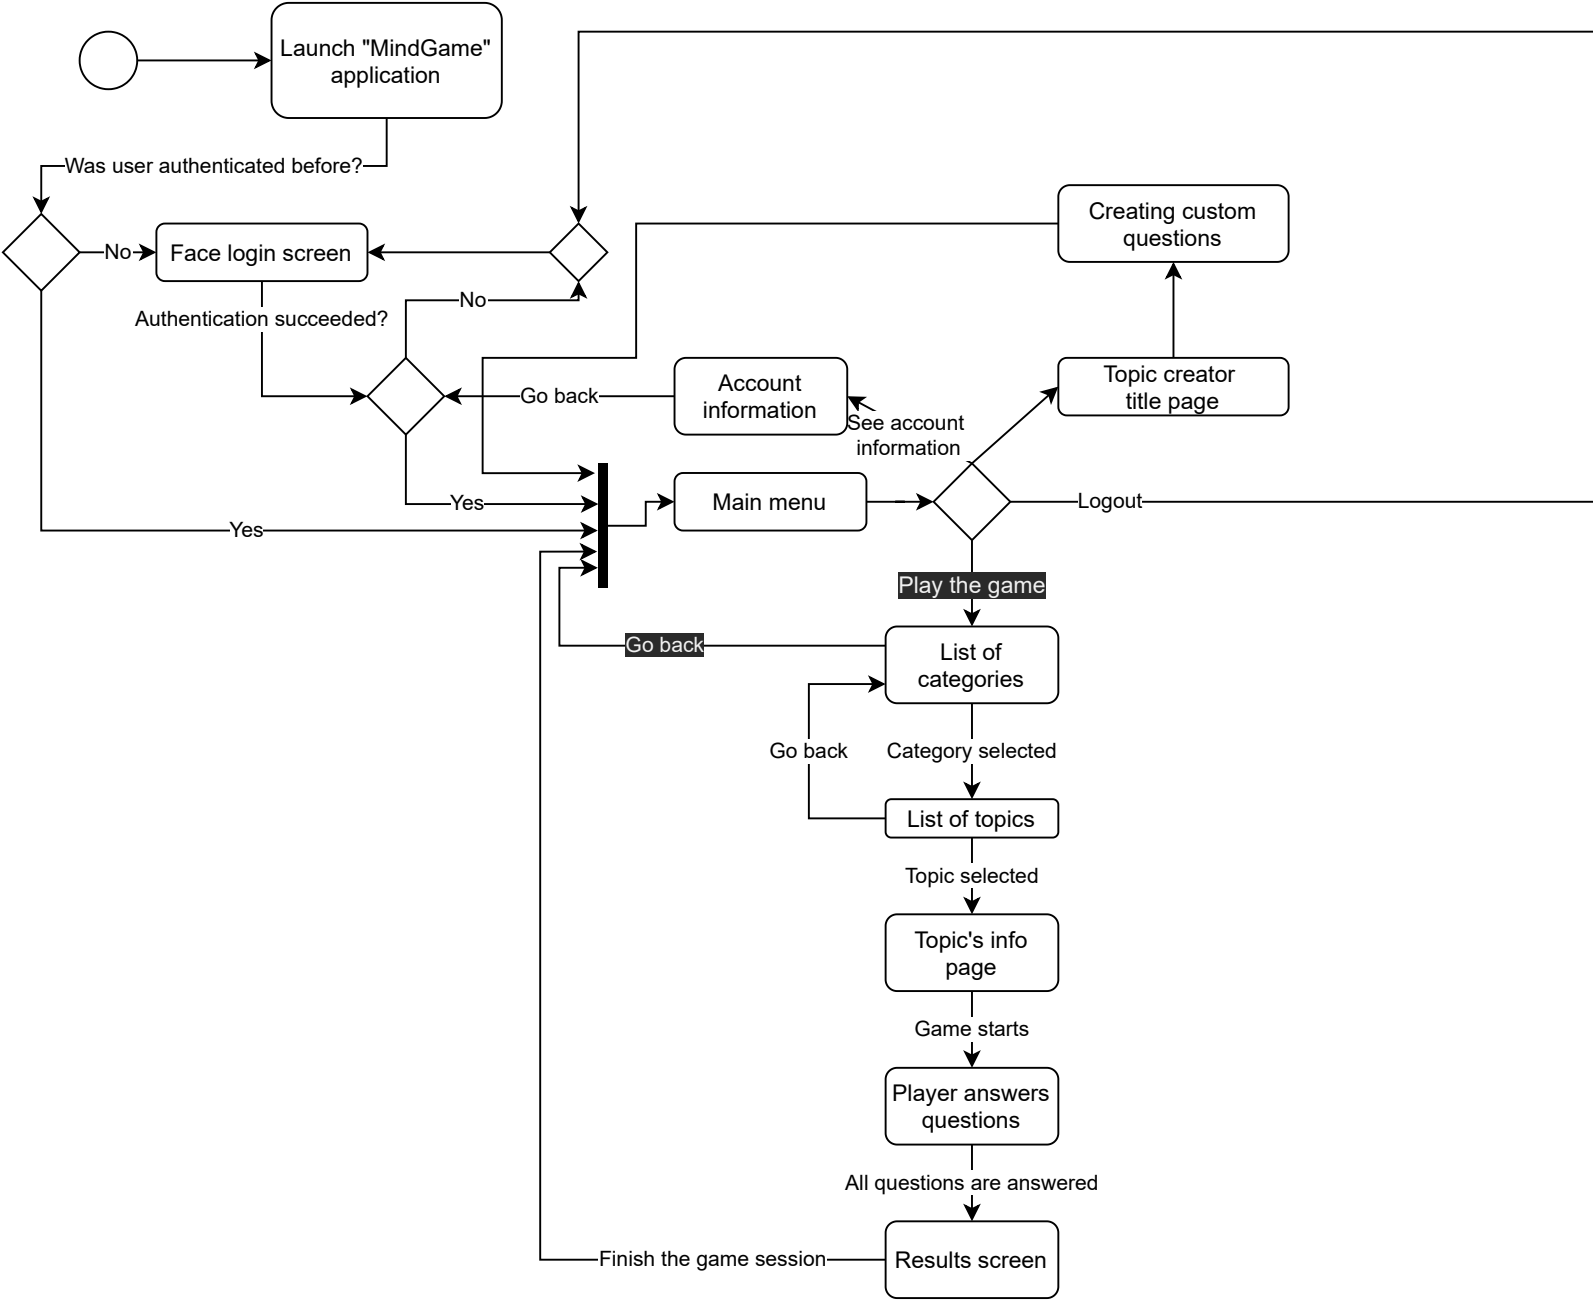 Launch "MindGame"
application
Was user authenticated before?
No
Face login screen
Authentication succeeded?
No
Creating custom
questions
Topic creator
title page
Go back
Account
information
See account
information
Yes
Main menu
Logout
Yes
Play the game
Go back
List of
categories
Go back
Category selected
List of topics
Topic selected
Topic's info
page
Game starts
Player answers
questions
All questions are answered
Finish the game session
Results screen